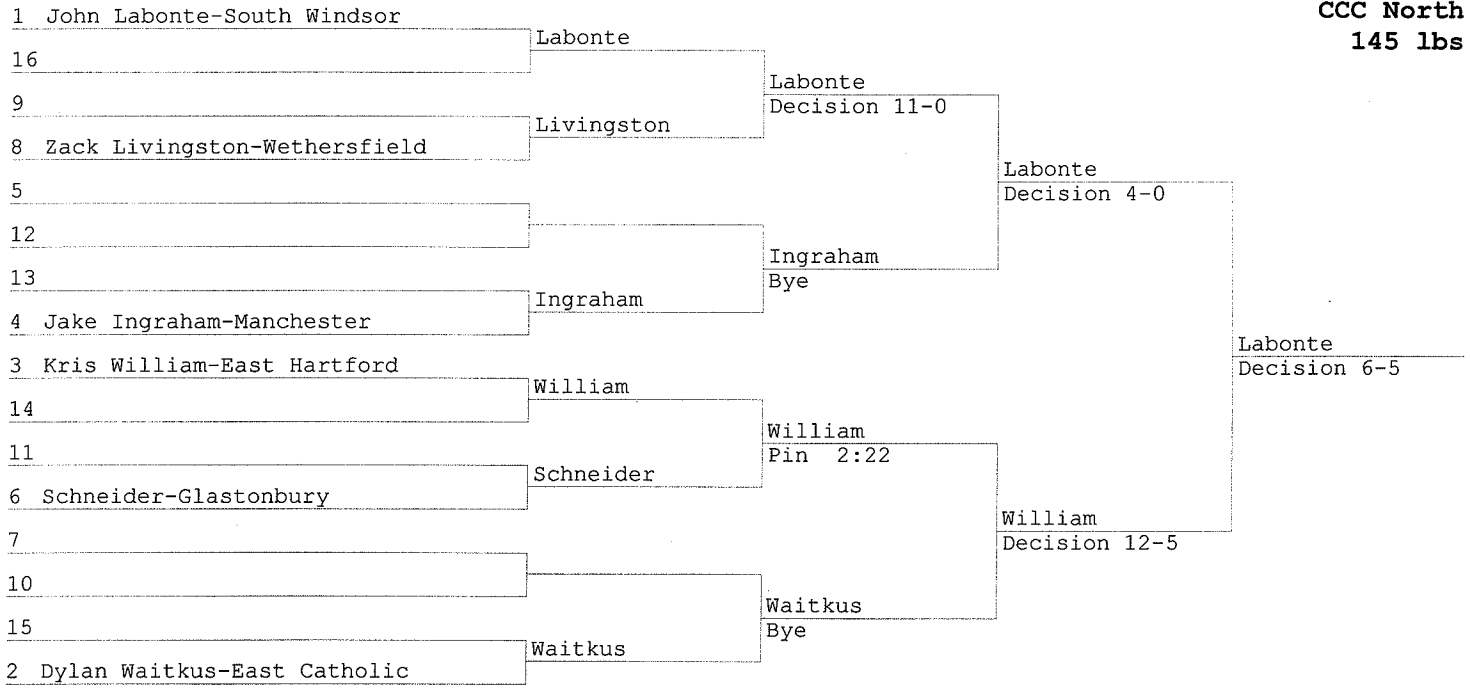 CCC North
145 lbs
1 John Labonte-South Windsor
16
9
8 Zack Livingston-Wethersfield
5
12
13
4 Jake Ingraham-Manchester
3 Kris William-East Hartford
14
11
6 Schneider-Glastonbury
7
10
15
2 Dylan Waitkus-East Catholic
Labonte
Livingston
Ingraham
William
Schneider
Waitkus
Labonte
Decision 11-0
Ingraham
Bye
William
Pin 2:22
Waitkus
Bye
Labonte
Decision 4-0
William
Decision 12-5
Labonte
Decision 6-5